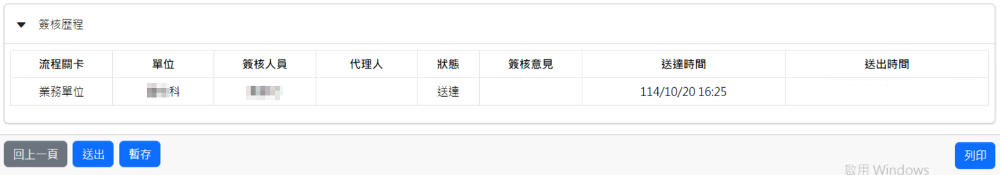 簽核歷程
流程關卡 單位 簽核人員 代理人 狀態 簽核意見 送達時間 送出時間
業務單位 科 送達 114/10/20 16:25
回上一頁 送出 暫存 列印
啟用 Windows